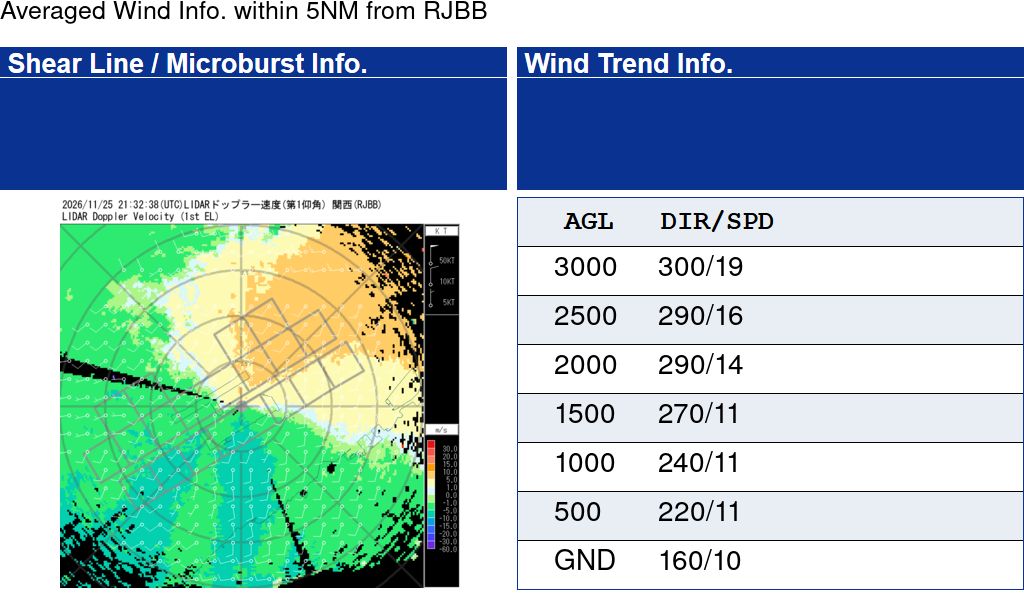 Averaged Wind Info. within 5NM from RJBB
Shear Line / Microburst Info.
Wind Trend Info.
2026/11/25 21:32:38(UTC)LIDARドップラー速度(第1仰角) 関西(RJBB)
LIDAR Doppler Velocity (1st EL)
K T
50KT
10KT
5KT
m/s
30.0
20.0
15.0
10.0
5.0
1.0
0.0
-1.0
-5.0
-10.0
-15.0
-20.0
-30.0
-60.0
AGL DIR/SPD
3000 300/19
2500 290/16
2000 290/14
1500 270/11
1000 240/11
500 220/11
GND 160/10